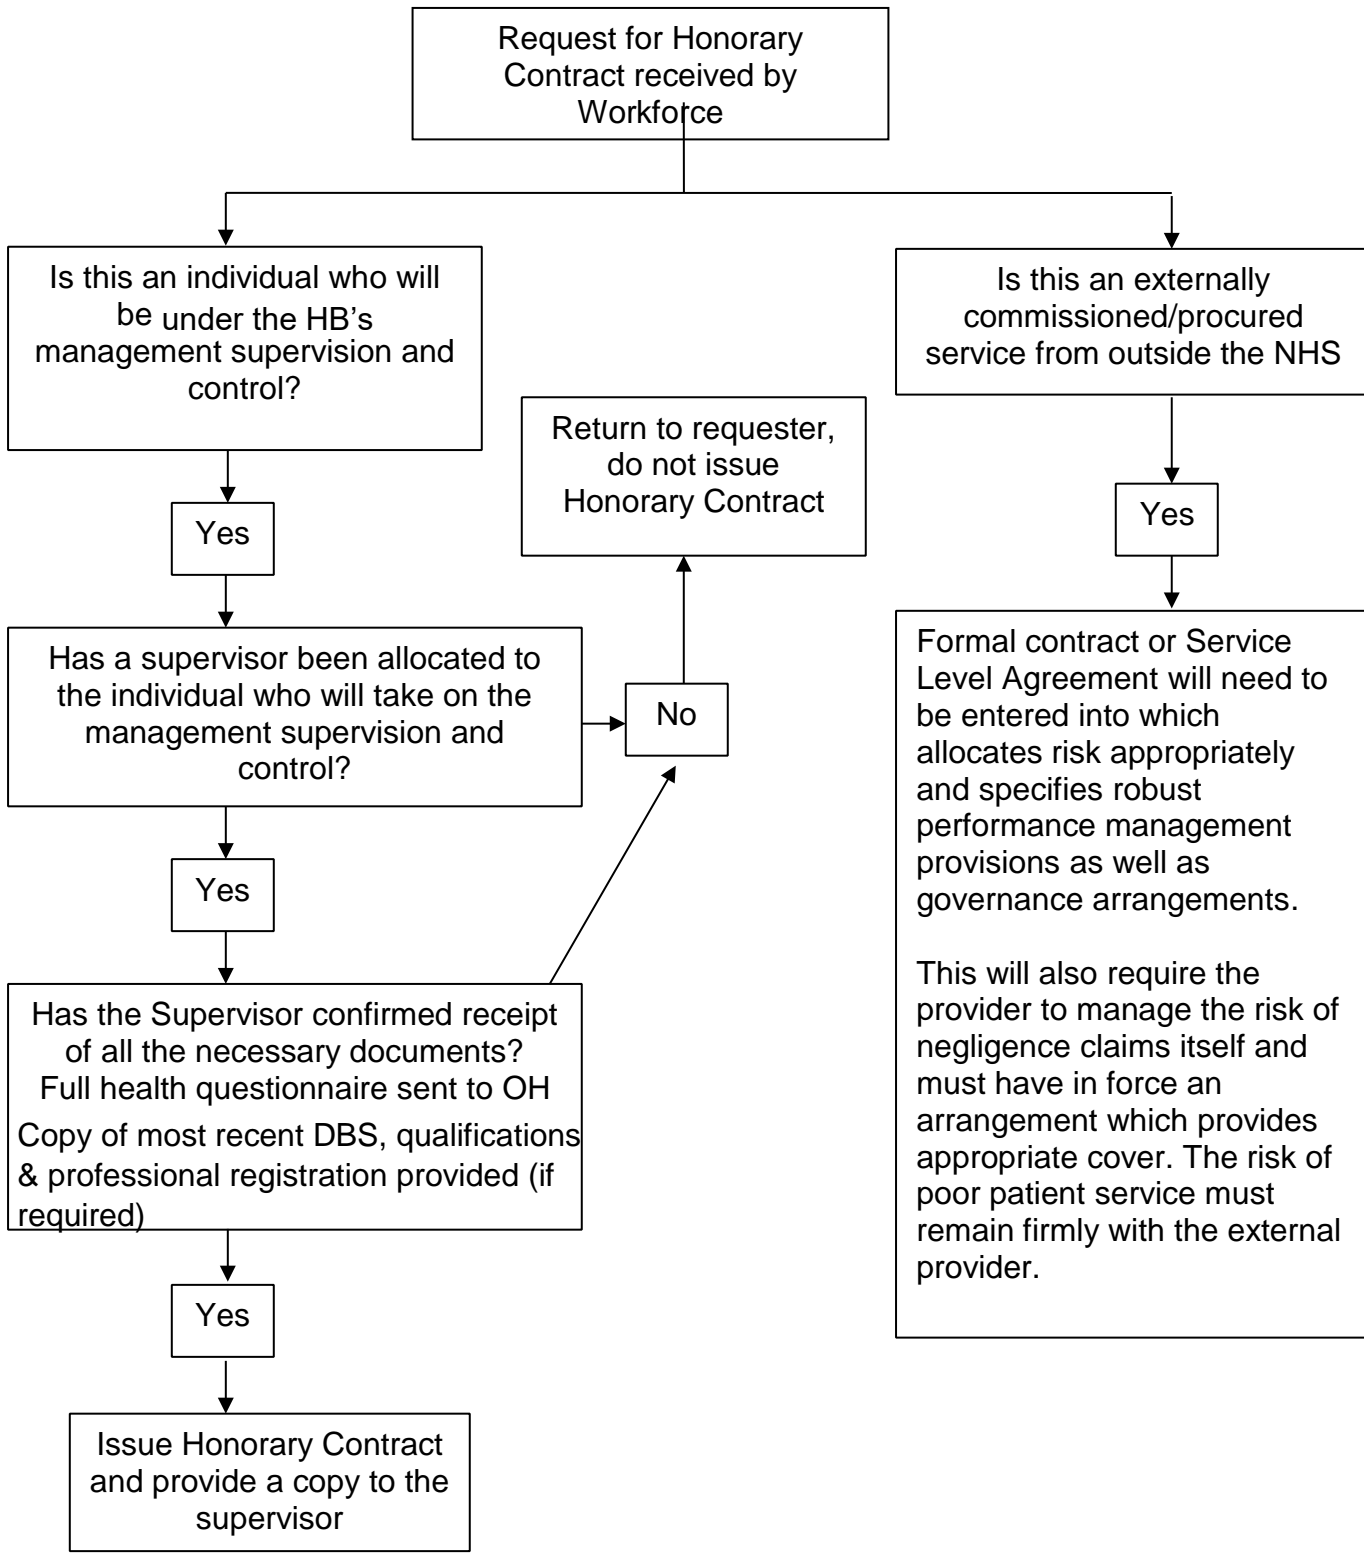 Request for Honorary
Contract received by
Workforce
Is this an individual who will
be under the HB’s
management supervision and
control?
Is this an externally
commissioned/procured
service from outside the NHS
Return to requester,
do not issue
Honorary Contract
Yes
Yes
Has a supervisor been allocated to
the individual who will take on the
management supervision and
control?
No
Formal contract or Service
Level Agreement will need to
be entered into which
allocates risk appropriately
and specifies robust
performance management
provisions as well as
governance arrangements.
This will also require the
provider to manage the risk of
negligence claims itself and
must have in force an
arrangement which provides
appropriate cover. The risk of
poor patient service must
remain firmly with the external
provider.
Yes
Has the Supervisor confirmed receipt
of all the necessary documents?
Full health questionnaire sent to OH
Copy of most recent DBS, qualifications
& professional registration provided (if
required)
Yes
Issue Honorary Contract
and provide a copy to the
supervisor